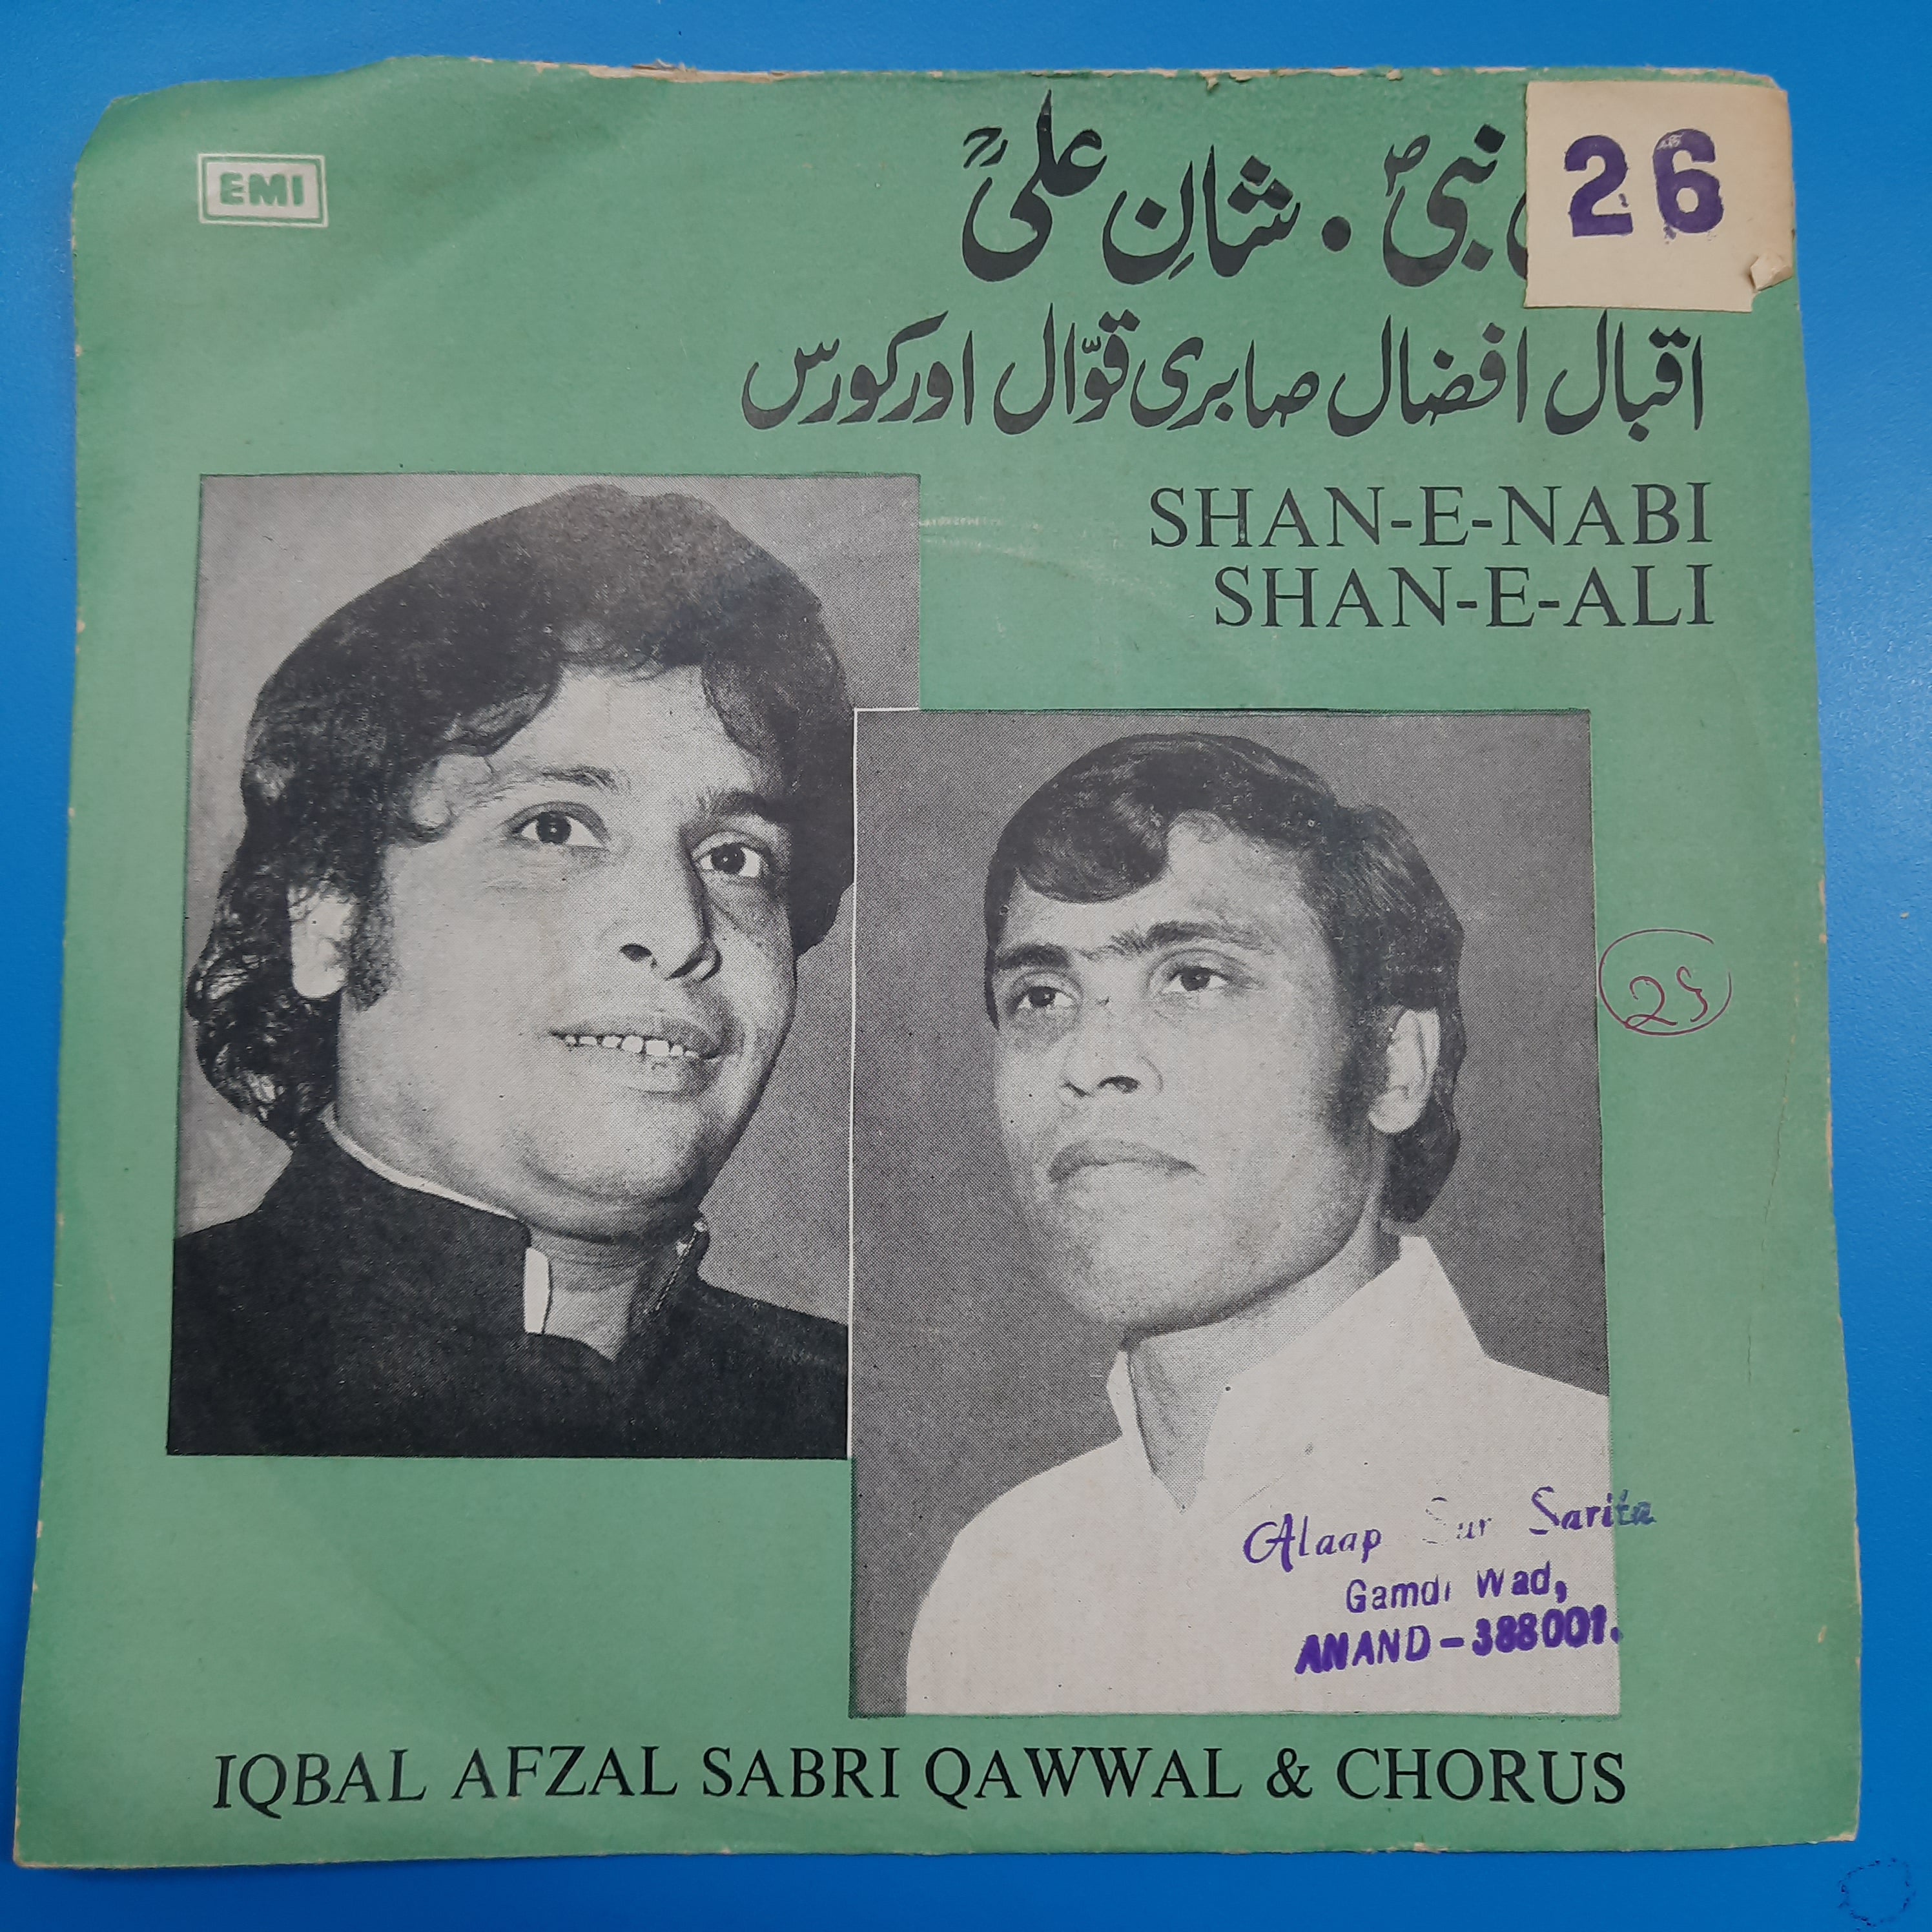 EMI
26
نبیؐ • شانِ علیؓ
اقبال افضال صابری قوّال اور کورس
SHAN-E-NABI
SHAN-E-ALI
25
Alaap Sur Sarita
Gamdi Wad,
ANAND-388001.
IQBAL AFZAL SABRI QAWWAL & CHORUS